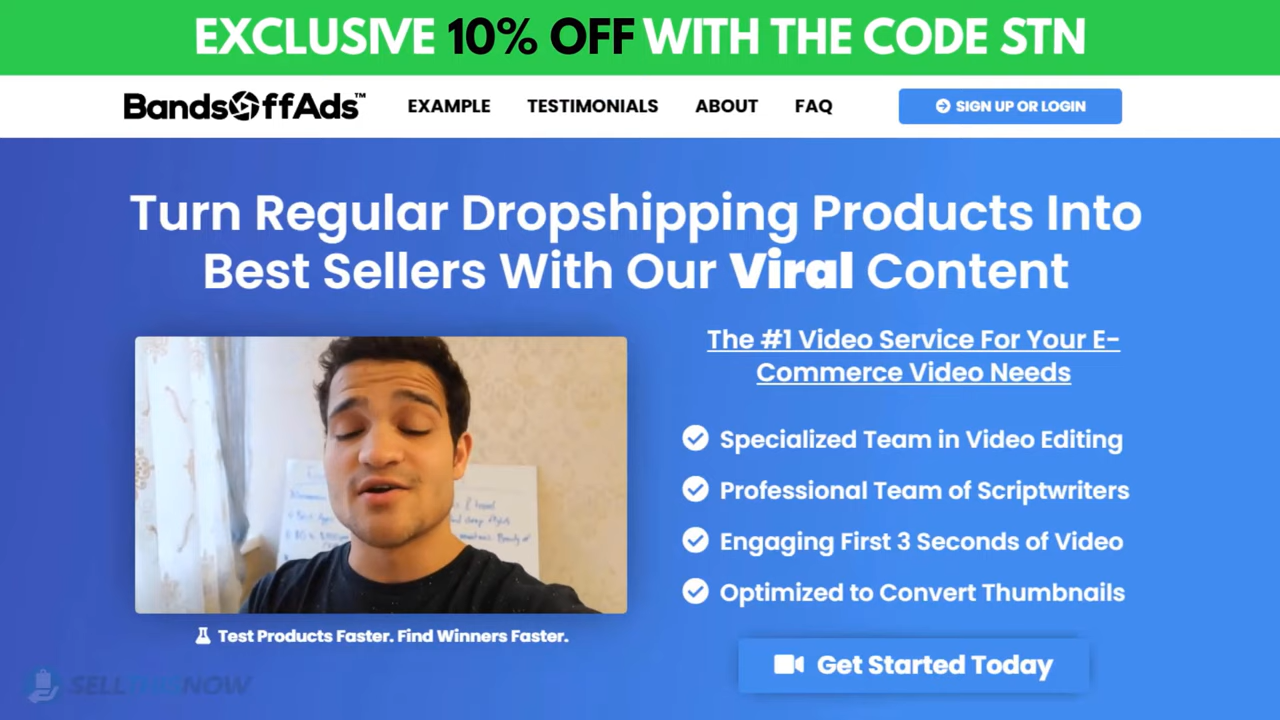 EXCLUSIVE 10% OFF WITH THE CODE STN
BandsOffAds™
EXAMPLE
TESTIMONIALS
ABOUT
FAQ
SIGN UP OR LOGIN
Turn Regular Dropshipping Products Into
Best Sellers With Our Viral Content
The #1 Video Service For Your E-
Commerce Video Needs
Specialized Team in Video Editing
Professional Team of Scriptwriters
Engaging First 3 Seconds of Video
Optimized to Convert Thumbnails
Test Products Faster. Find Winners Faster.
Get Started Today
SELLTHISNOW